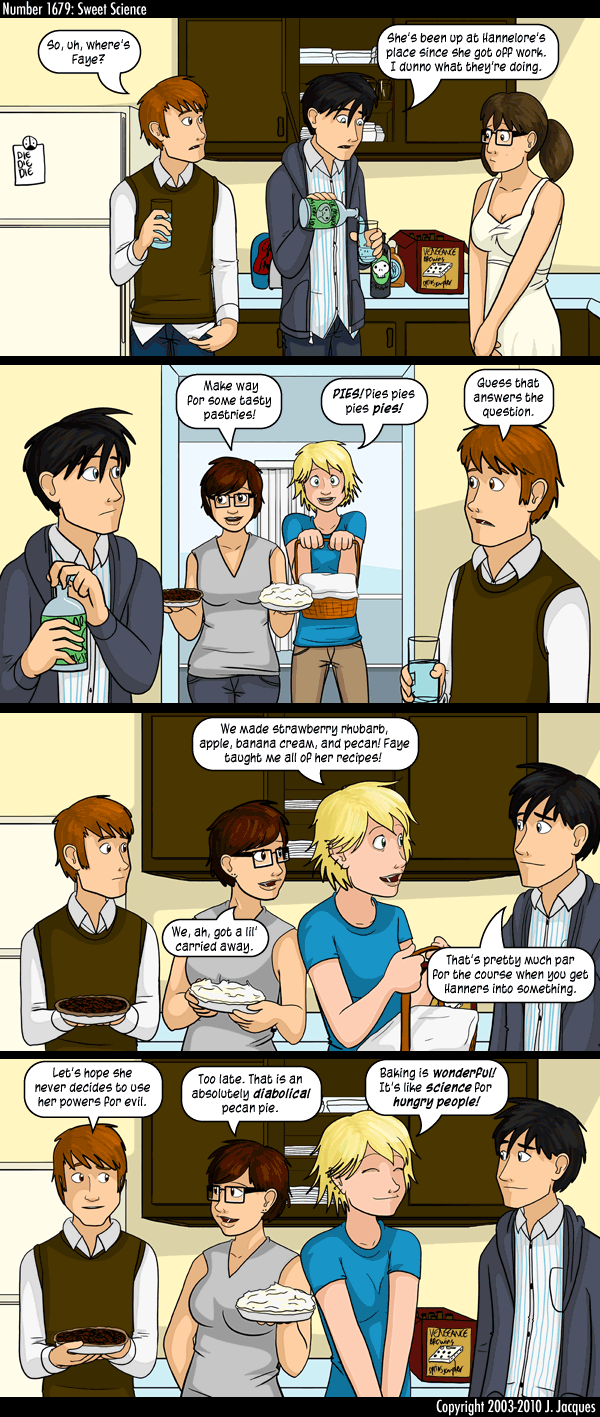 Number 1679: Sweet Science
So, uh, where's
Faye?
She's been up at Hannelore's
place since she got off work.
I dunno what they're doing.
DIE
DIE
DIE
VENGEANCE
BROWNS
Make way
for some tasty
pastries!
PIES! Pies pies
pies pies!
Guess that
answers the
question.
We made strawberry rhubarb,
apple, banana cream, and pecan! Faye
taught me all of her recipes!
We, ah, got a lil'
carried away.
That's pretty much par
for the course when you get
Hanners into something.
Let's hope she
never decides to use
her powers for evil.
Too late. That is an
absolutely diabolical
pecan pie.
Baking is wonderful!
It's like science for
hungry people!
VENGEANCE
BROWNS
Copyright 2003-2010 J. Jacques